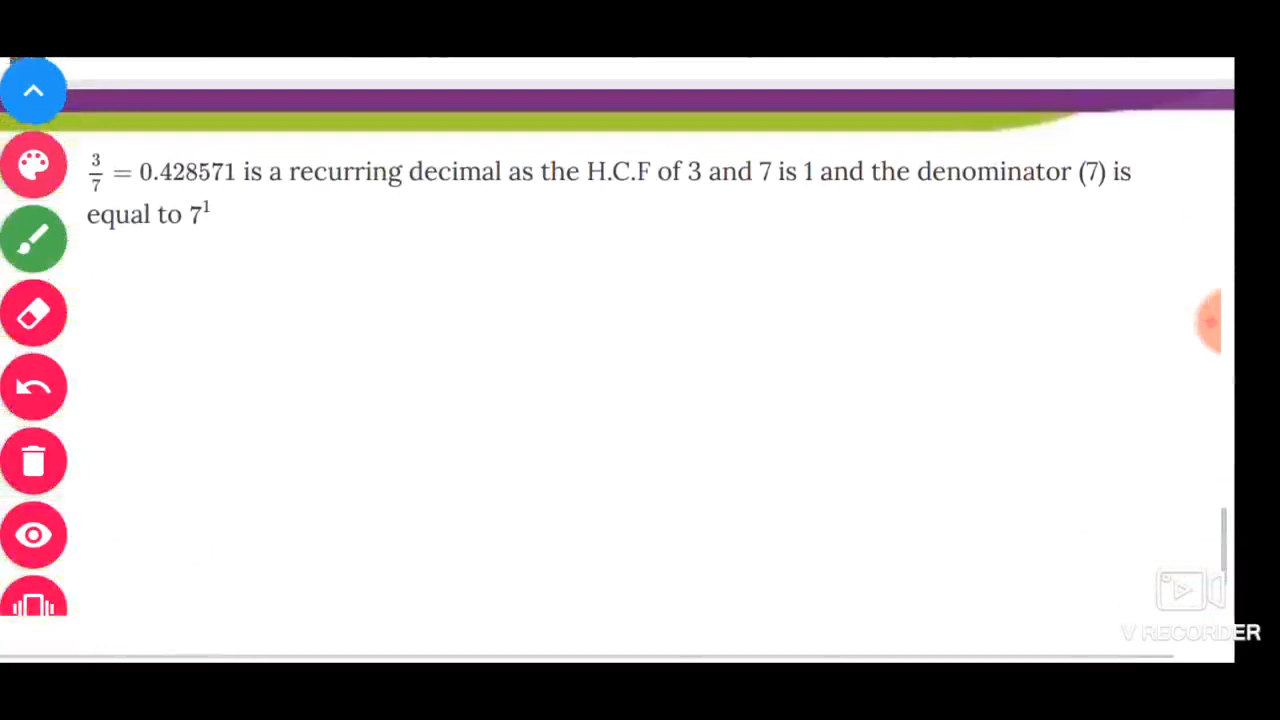 3/7 = 0.428571 is a recurring decimal as the H.C.F of 3 and 7 is 1 and the denominator (7) is
equal to 7¹
V RECORDER